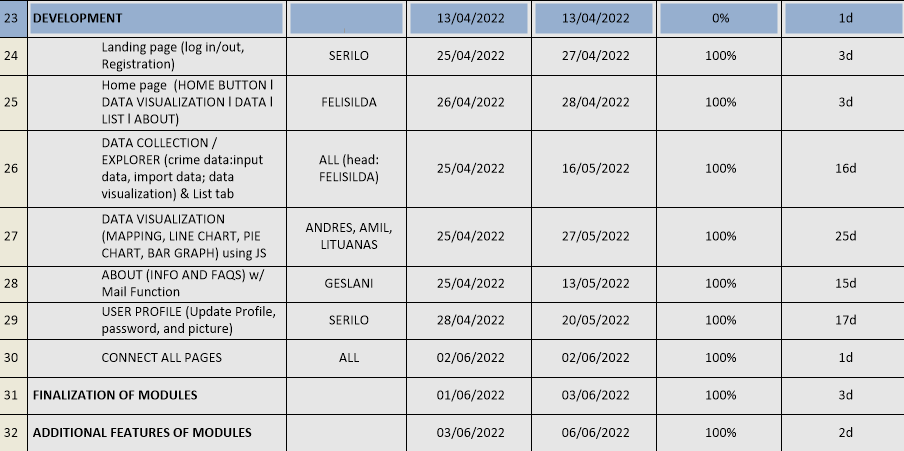 23 DEVELOPMENT 13/04/2022 13/04/2022 0% 1d
24 Landing page (log in/out,
Registration) SERILO 25/04/2022 27/04/2022 100% 3d
25 Home page (HOME BUTTON l
DATA VISUALIZATION l DATA l
LIST l ABOUT) FELISILDA 26/04/2022 28/04/2022 100% 3d
26 DATA COLLECTION /
EXPLORER (crime data:input
data, import data; data
visualization) & List tab ALL (head:
FELISILDA) 25/04/2022 16/05/2022 100% 16d
27 DATA VISUALIZATION
(MAPPING, LINE CHART, PIE
CHART, BAR GRAPH) using JS ANDRES, AMIL,
LITUANAS 25/04/2022 27/05/2022 100% 25d
28 ABOUT (INFO AND FAQS) w/
Mail Function GESLANI 25/04/2022 13/05/2022 100% 15d
29 USER PROFILE (Update Profile,
password, and picture) SERILO 28/04/2022 20/05/2022 100% 17d
30 CONNECT ALL PAGES ALL 02/06/2022 02/06/2022 100% 1d
31 FINALIZATION OF MODULES 01/06/2022 03/06/2022 100% 3d
32 ADDITIONAL FEATURES OF MODULES 03/06/2022 06/06/2022 100% 2d